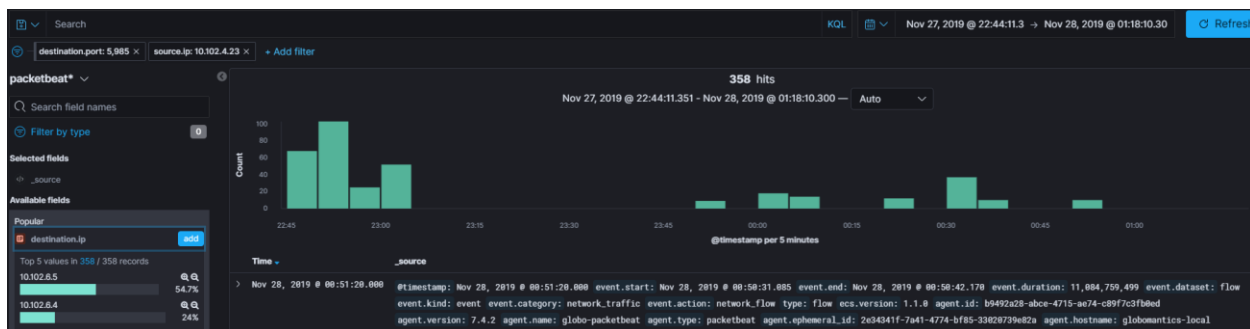 Search KQL Nov 27, 2019 @ 22:44:11.3 → Nov 28, 2019 @ 01:18:10.30 Refresh
destination.port: 5,985 × source.ip: 10.102.4.23 × + Add filter
packetbeat*
Search field names
Filter by type 0
Selected fields
_source
Available fields
Popular
destination.ip add
Top 5 values in 358 / 358 records
10.102.6.5
54.7%
10.102.6.4
24%
358 hits
Nov 27, 2019 @ 22:44:11.351 - Nov 28, 2019 @ 01:18:10.300 — Auto
Count
100
80
60
40
20
0
22:45 23:00 23:15 23:30 23:45 00:00 00:15 00:30 00:45 01:00
@timestamp per 5 minutes
Time _source
Nov 28, 2019 @ 00:51:20.000 @timestamp: Nov 28, 2019 @ 00:51:20.000 event.start: Nov 28, 2019 @ 00:50:31.085 event.end: Nov 28, 2019 @ 00:50:42.170 event.duration: 11,084,759,499 event.dataset: flow
event.kind: event event.category: network_traffic event.action: network_flow type: flow ecs.version: 1.1.0 agent.id: b9492a28-abce-4715-ae74-c89f7c3fb0ed
agent.version: 7.4.2 agent.name: globo-packetbeat agent.type: packetbeat agent.ephemeral_id: 2e34341f-7a41-4774-bf85-33020739e82a agent.hostname: globomantics-local